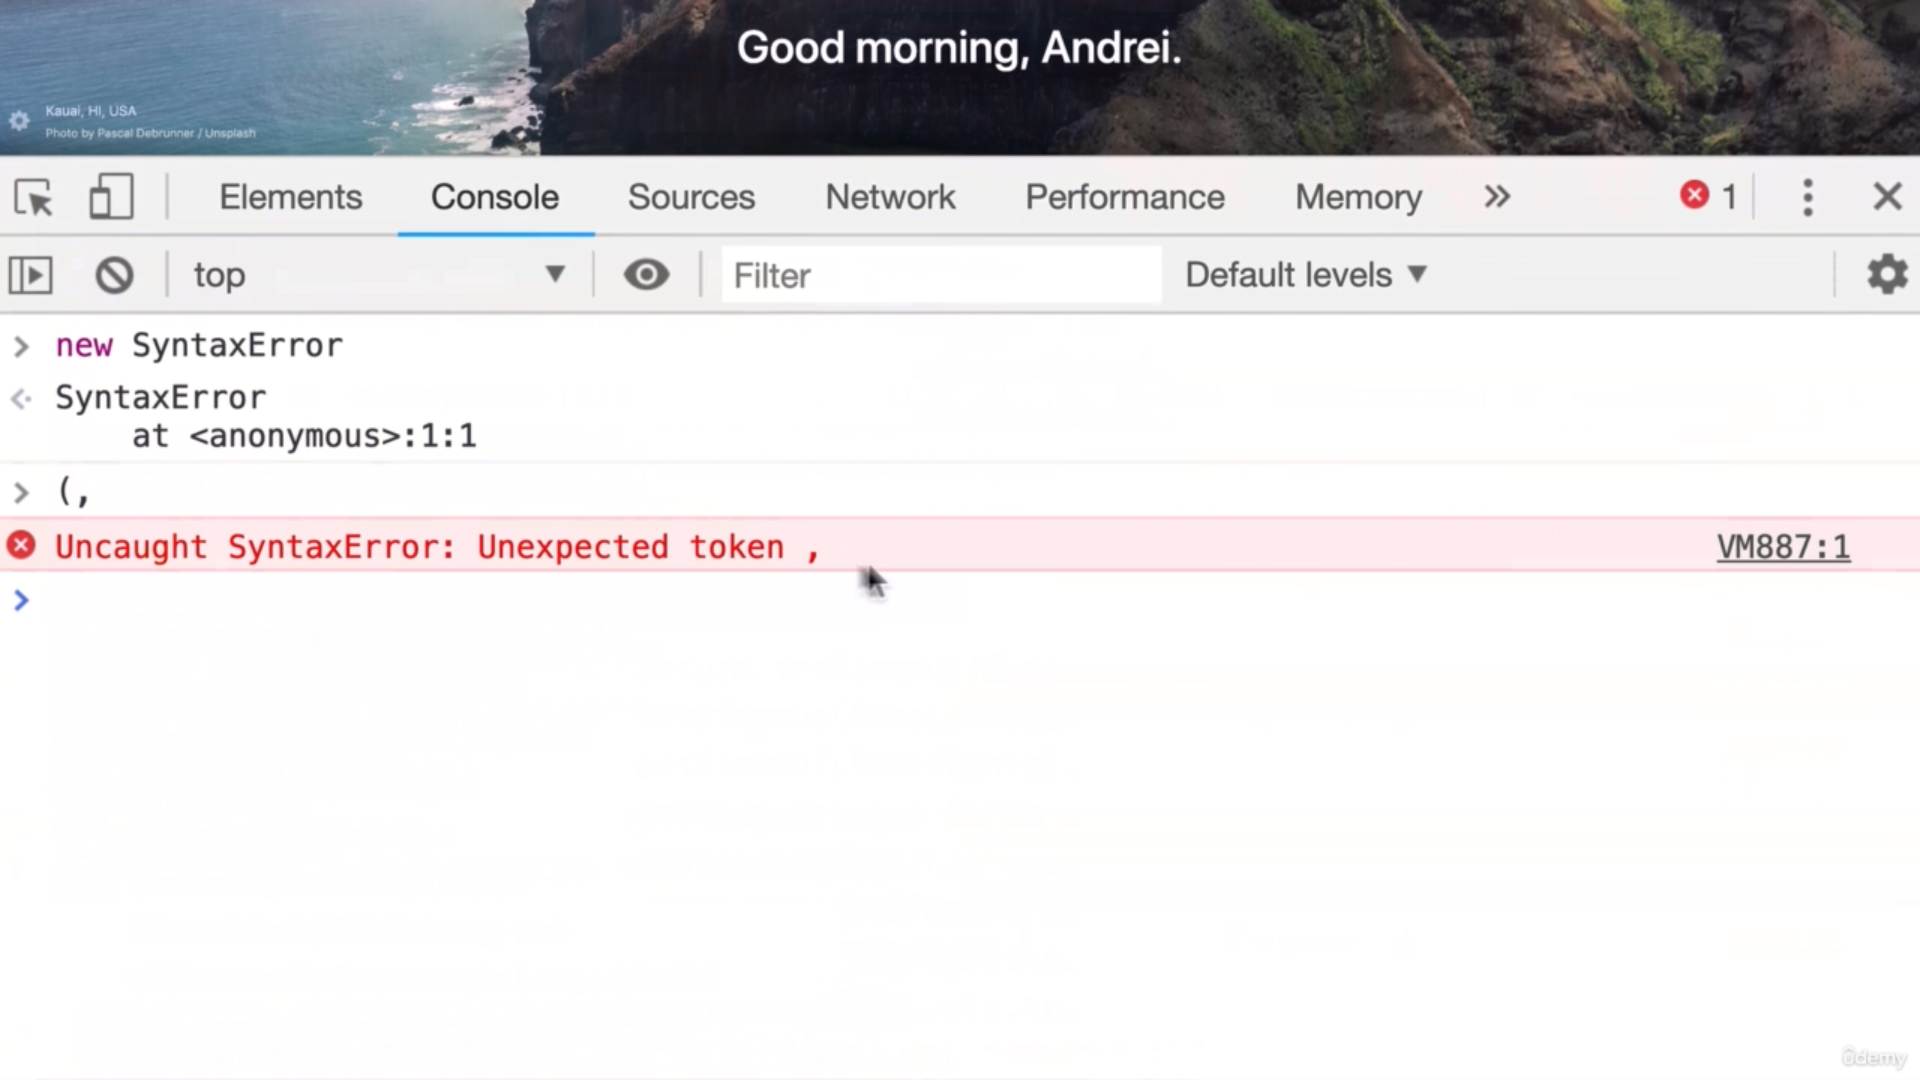 Good morning, Andrei.
Kauai, HI, USA
Photo by Pascal Debrunner / Unsplash
Elements Console Sources Network Performance Memory » 1
top Filter Default levels
> new SyntaxError
SyntaxError
at <anonymous>:1:1
> (,
Uncaught SyntaxError: Unexpected token , VM887:1
>
ûdemy